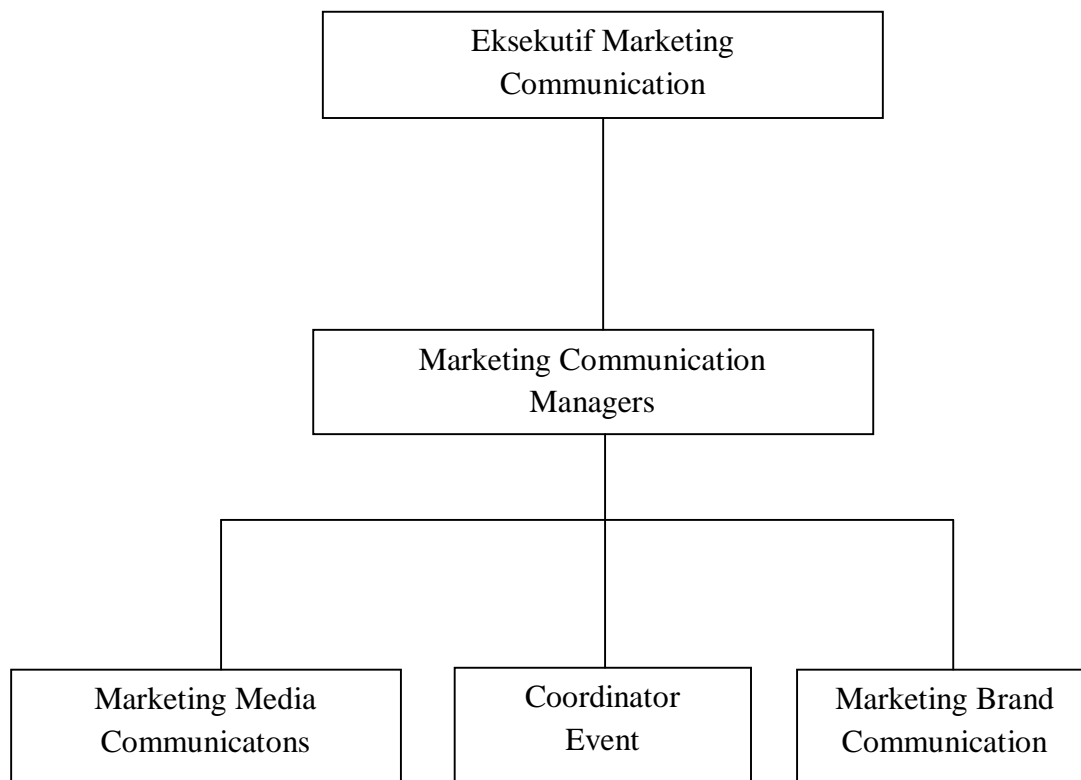 Eksekutif Marketing
Communication
Marketing Communication
Managers
Marketing Media
Communicatons
Coordinator
Event
Marketing Brand
Communication